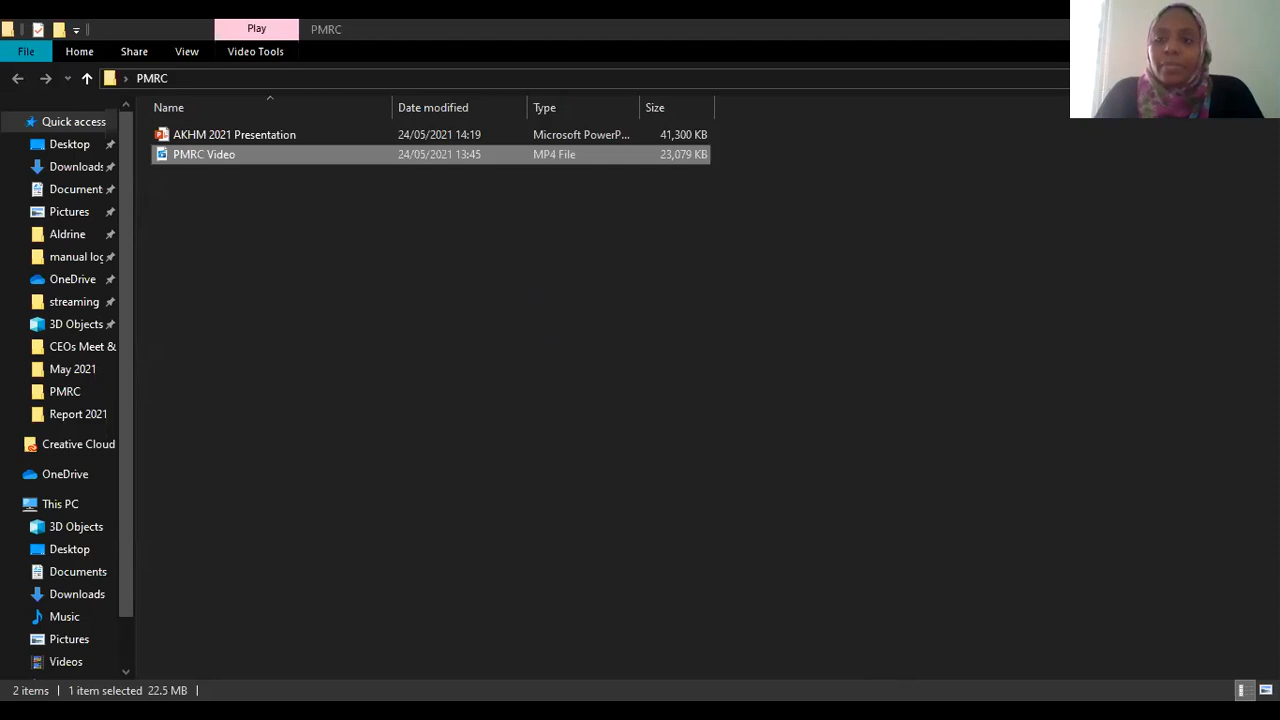 Play PMRC
File Home Share View Video Tools
PMRC
Name Date modified Type Size
AKHM 2021 Presentation 24/05/2021 14:19 Microsoft PowerP... 41,300 KB
PMRC Video 24/05/2021 13:45 MP4 File 23,079 KB
Quick access
Desktop
Downloads
Document
Pictures
Aldrine
manual log
OneDrive
streaming
3D Objects
CEOs Meet &
May 2021
PMRC
Report 2021
Creative Cloud
OneDrive
This PC
3D Objects
Desktop
Documents
Downloads
Music
Pictures
Videos
2 items 1 item selected 22.5 MB